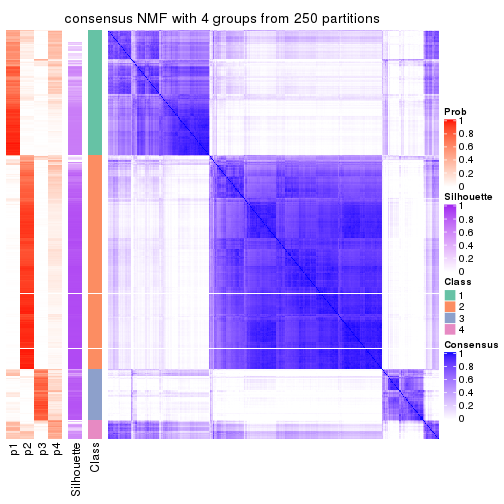 consensus NMF with 4 groups from 250 partitions
Prob
1
0.8
0.6
0.4
0.2
0
Silhouette
1
0.8
0.6
0.4
0.2
0
Class
1
2
3
4
Consensus
1
0.8
0.6
0.4
0.2
0
p1
p2
p3
p4
Silhouette
Class